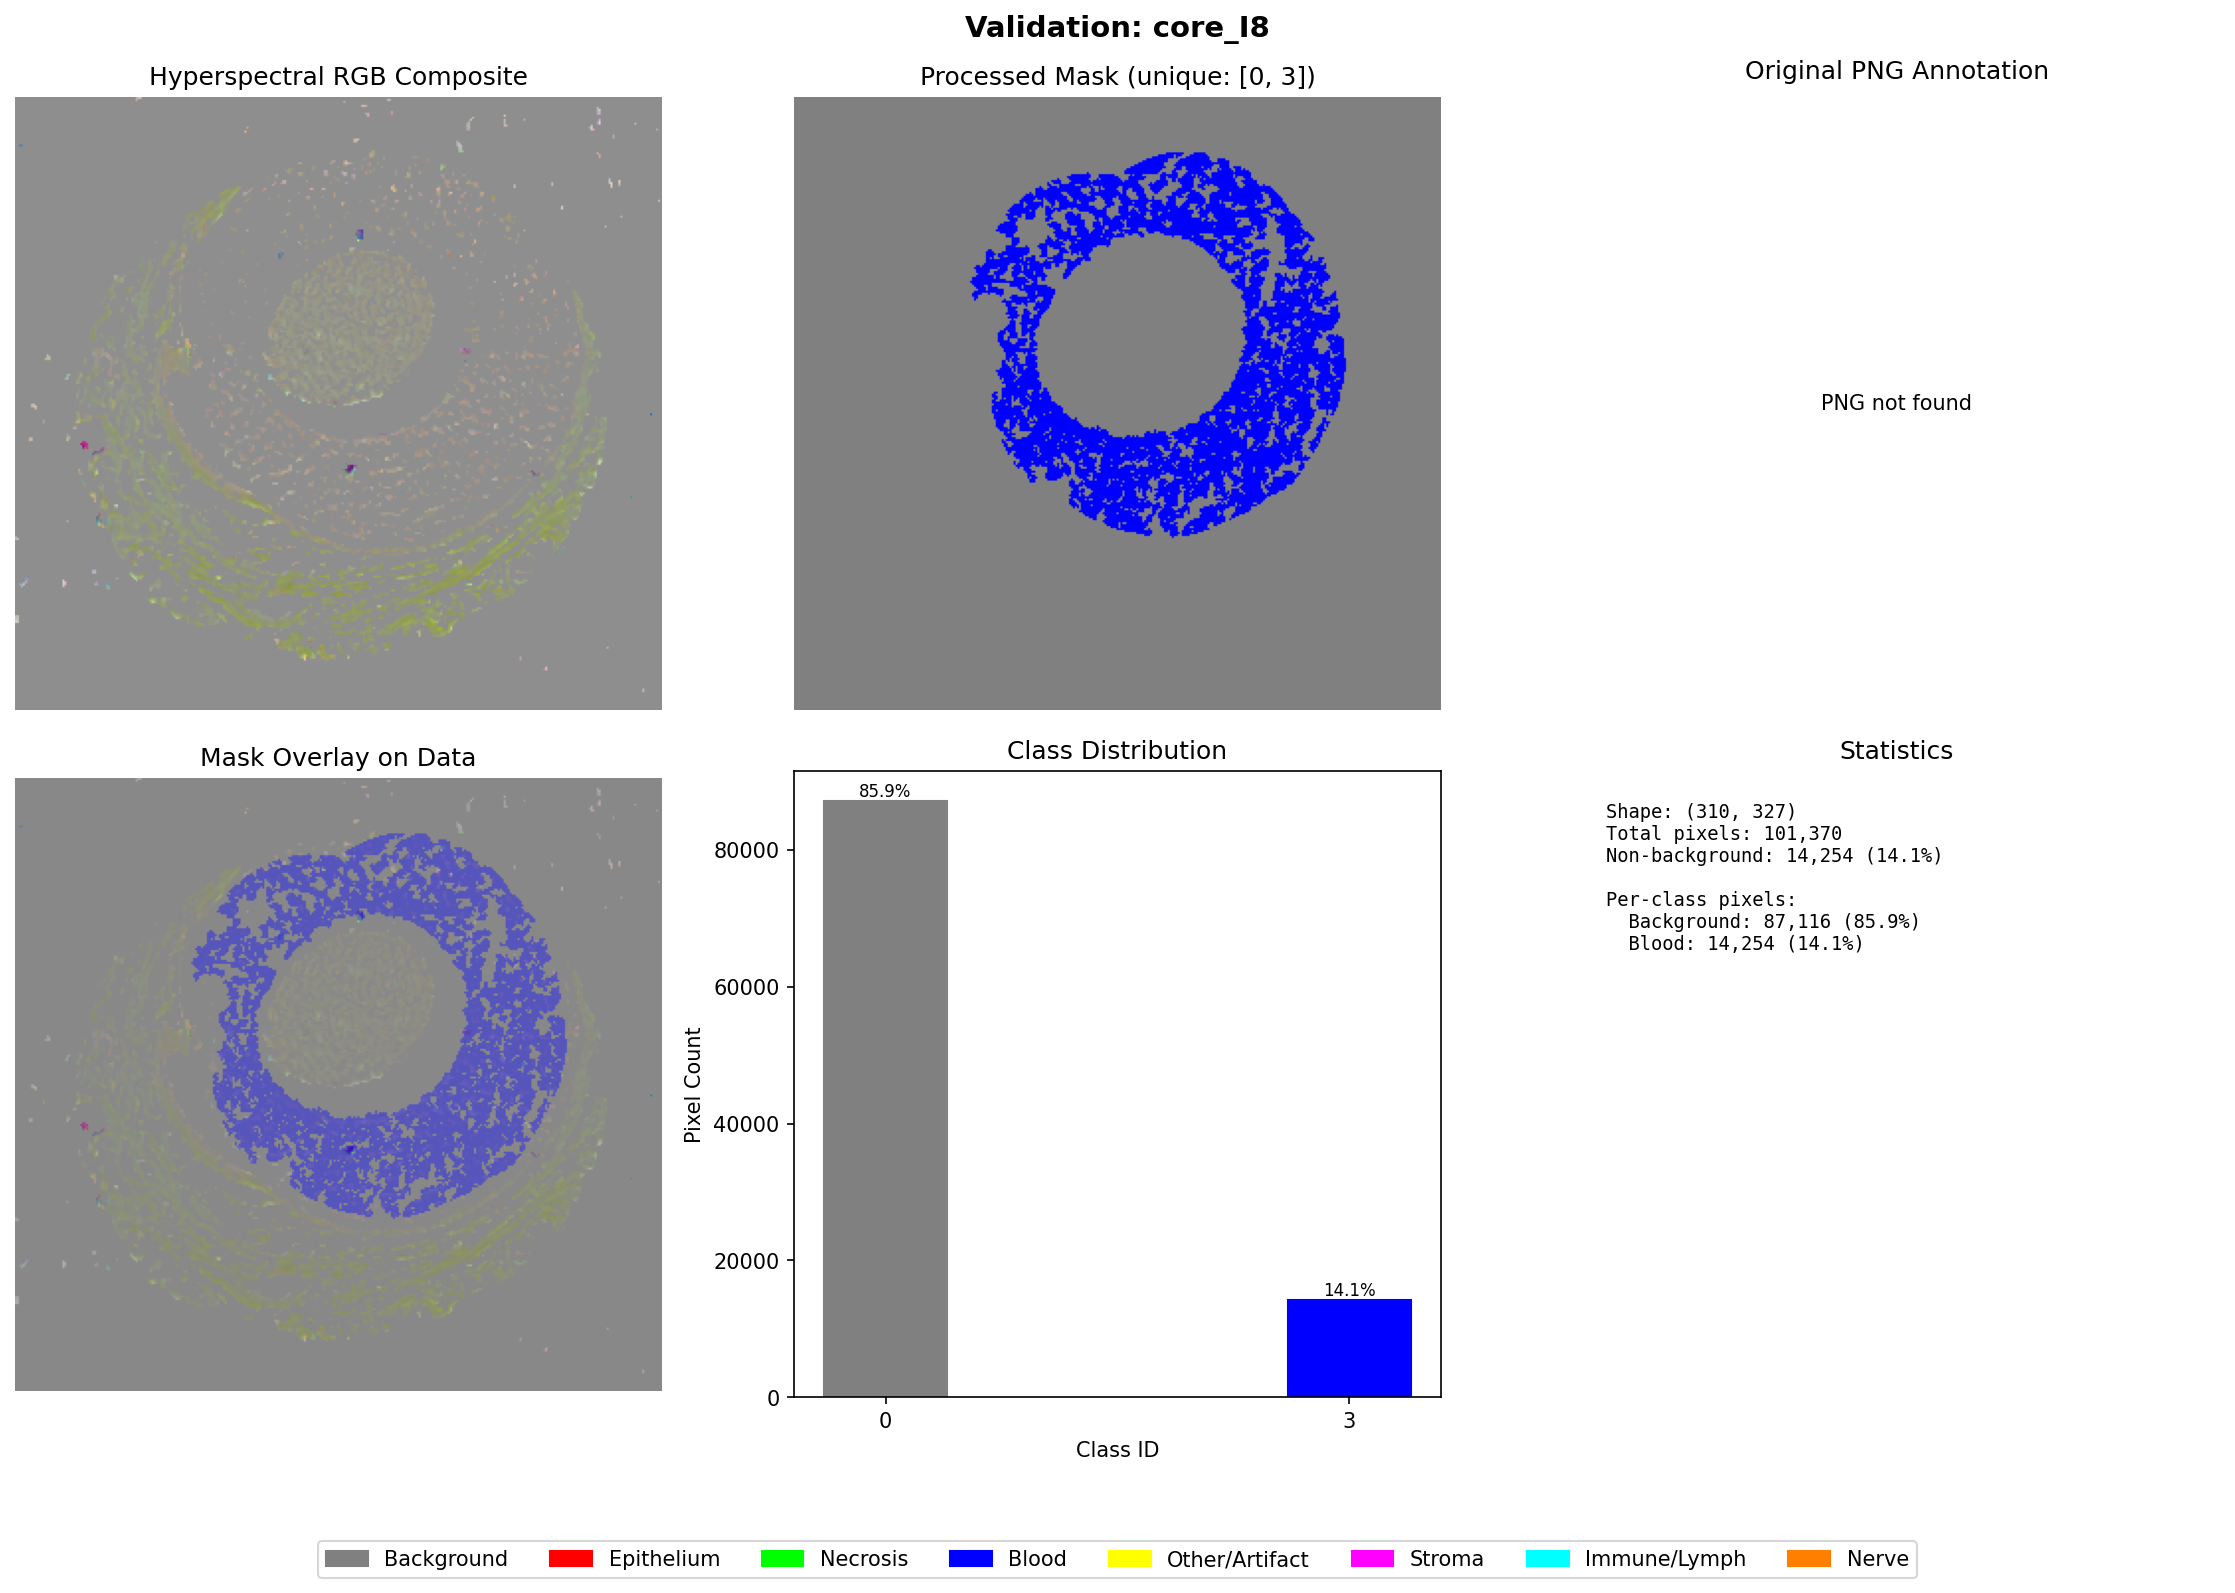 Validation: core_I8
Hyperspectral RGB Composite
Processed Mask (unique: [0, 3])
Original PNG Annotation
PNG not found
Mask Overlay on Data
Class Distribution
Statistics
85.9%
14.1%
80000
60000
40000
20000
0
Pixel Count
0
3
Class ID
Shape: (310, 327)
Total pixels: 101,370
Non-background: 14,254 (14.1%)
Per-class pixels:
Background: 87,116 (85.9%)
Blood: 14,254 (14.1%)
Background
Epithelium
Necrosis
Blood
Other/Artifact
Stroma
Immune/Lymph
Nerve